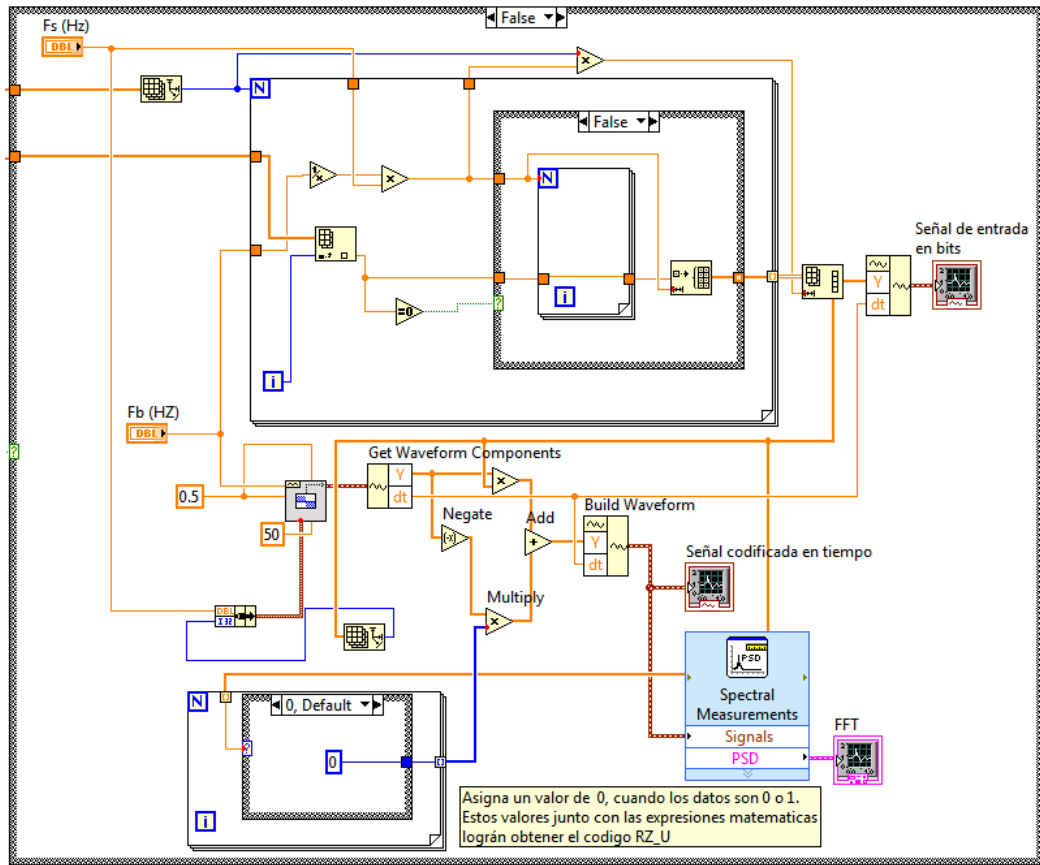 False
Fs (Hz)
DBL
N
False
1/x
x
x
N
Señal de entrada
en bits
i
Y
dt
=0
?
i
Fb (HZ)
DBL
?
Get Waveform Components
Y
dt
0.5
50
x
Negate
Add
Build Waveform
Y
dt
+
Señal codificada en tiempo
Multiply
x
DBL
I32
PSD
Spectral
Measurements
Signals
PSD
FFT
N
0, Default
?
0
i
Asigna un valor de 0, cuando los datos son 0 o 1.
Estos valores junto con las expresiones matematicas
lográn obtener el codigo RZ_U